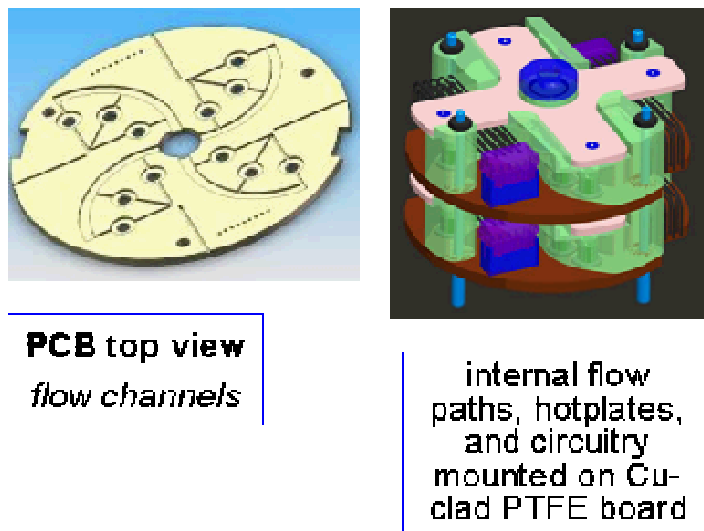 PCB top view
flow channels
internal flow
paths, hotplates,
and circuitry
mounted on Cu-
clad PTFE board